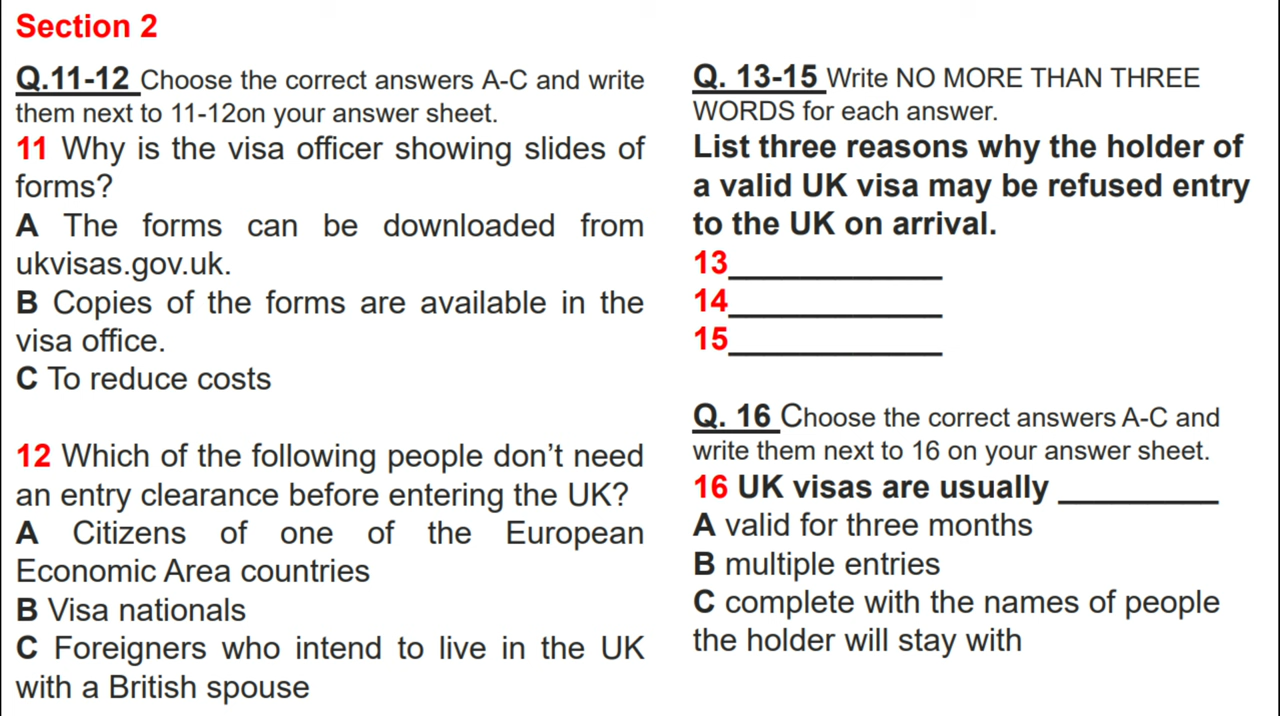 Section 2
Q.11-12 Choose the correct answers A-C and write
them next to 11-12on your answer sheet.
11 Why is the visa officer showing slides of
forms?
A The forms can be downloaded from
ukvisas.gov.uk.
B Copies of the forms are available in the
visa office.
C To reduce costs
12 Which of the following people don’t need
an entry clearance before entering the UK?
A Citizens of one of the European
Economic Area countries
B Visa nationals
C Foreigners who intend to live in the UK
with a British spouse
Q. 13-15 Write NO MORE THAN THREE
WORDS for each answer.
List three reasons why the holder of
a valid UK visa may be refused entry
to the UK on arrival.
13_____________
14_____________
15_____________
Q. 16 Choose the correct answers A-C and
write them next to 16 on your answer sheet.
16 UK visas are usually __________
A valid for three months
B multiple entries
C complete with the names of people
the holder will stay with